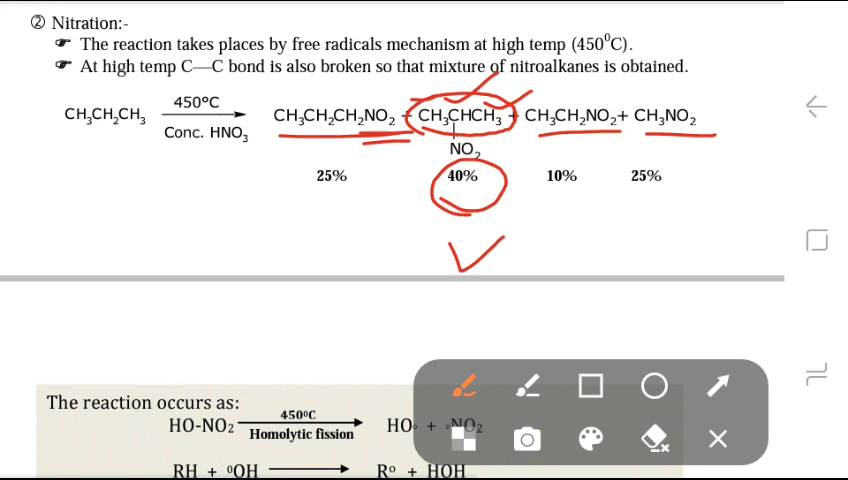 ② Nitration:-
☞ The reaction takes places by free radicals mechanism at high temp (450⁰C).
☞ At high temp C—C bond is also broken so that mixture of nitroalkanes is obtained.
CH₃CH₂CH₃ 450°C Conc. HNO₃ CH₃CH₂CH₂NO₂ + CH₃CHCH₃ + CH₃CH₂NO₂+ CH₃NO₂
NO₂
25% 40% 10% 25%
The reaction occurs as:
HO-NO₂ 450⁰C Homolytic fission HO◦ + ◦NO₂
RH + ⁰OH R⁰ + HOH